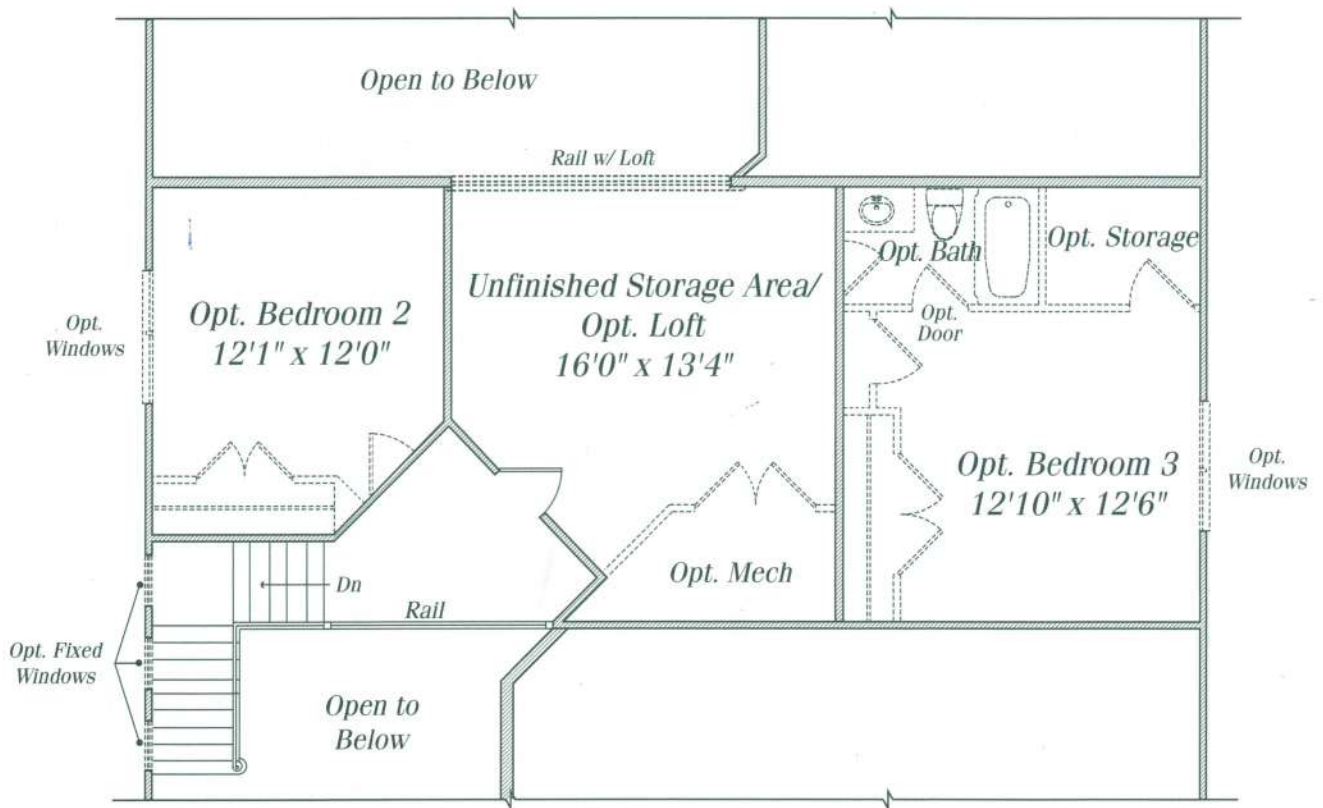 Open to Below
Rail w/ Loft
Opt. Bath
Opt. Storage
Opt.
Door
Opt. Bedroom 2
12'1" x 12'0"
Unfinished Storage Area/
Opt. Loft
16'0" x 13'4"
Opt.
Windows
Opt. Bedroom 3
12'10" x 12'6"
Opt.
Windows
Opt. Mech
Dn
Rail
Opt. Fixed
Windows
Open to
Below